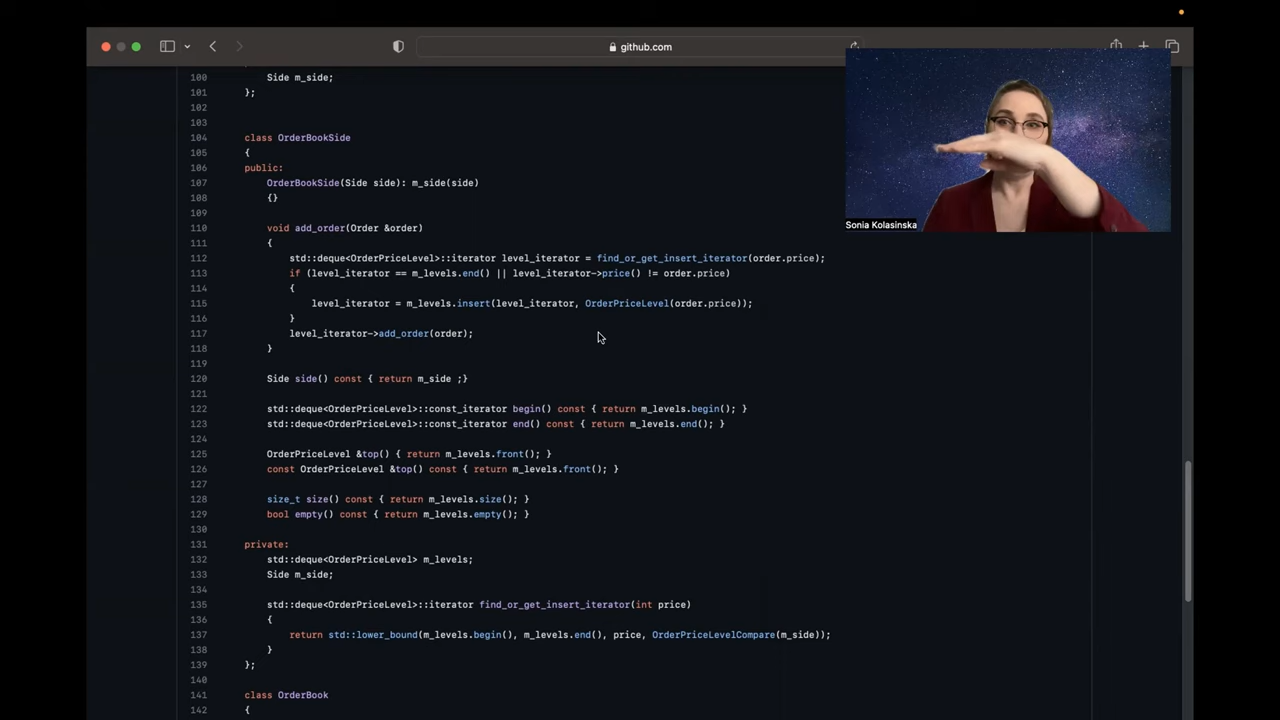 github.com
100 Side m_side;
101 };
102
103
104 class OrderBookSide
105 {
106 public:
107 OrderBookSide(Side side): m_side(side)
108 {}
109
110 void add_order(Order &order)
111 {
112 std::deque<OrderPriceLevel>::iterator level_iterator = find_or_get_insert_iterator(order.price);
113 if (level_iterator == m_levels.end() || level_iterator->price() != order.price)
114 {
115 level_iterator = m_levels.insert(level_iterator, OrderPriceLevel(order.price));
116 }
117 level_iterator->add_order(order);
118 }
119
120 Side side() const { return m_side ;}
121
122 std::deque<OrderPriceLevel>::const_iterator begin() const { return m_levels.begin(); }
123 std::deque<OrderPriceLevel>::const_iterator end() const { return m_levels.end(); }
124
125 OrderPriceLevel &top() { return m_levels.front(); }
126 const OrderPriceLevel &top() const { return m_levels.front(); }
127
128 size_t size() const { return m_levels.size(); }
129 bool empty() const { return m_levels.empty(); }
130
131 private:
132 std::deque<OrderPriceLevel> m_levels;
133 Side m_side;
134
135 std::deque<OrderPriceLevel>::iterator find_or_get_insert_iterator(int price)
136 {
137 return std::lower_bound(m_levels.begin(), m_levels.end(), price, OrderPriceLevelCompare(m_side));
138 }
139 };
140
141 class OrderBook
142 {
Sonia Kolasinska